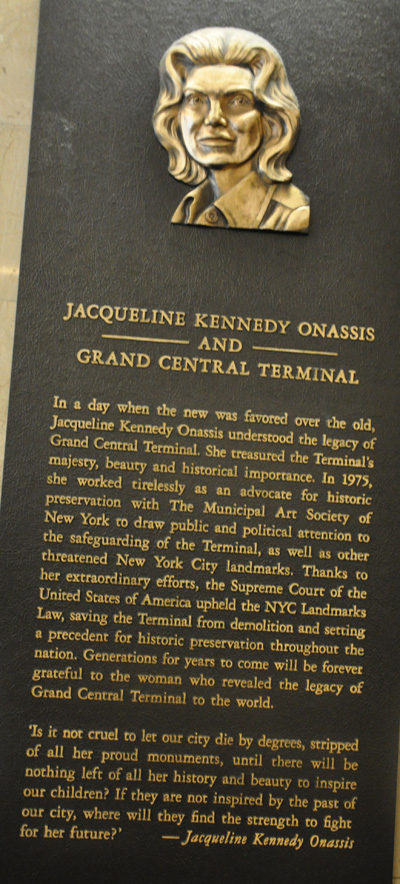 JACQUELINE KENNEDY ONASSIS
AND
GRAND CENTRAL TERMINAL
In a day when the new was favored over the old,
Jacqueline Kennedy Onassis understood the legacy of
Grand Central Terminal. She treasured the Terminal's
majesty, beauty and historical importance. In 1975,
she worked tirelessly as an advocate for historic
preservation with The Municipal Art Society of
New York to draw public and political attention to
the safeguarding of the Terminal, as well as other
threatened New York City landmarks. Thanks to
her extraordinary efforts, the Supreme Court of the
United States of America upheld the NYC Landmarks
Law, saving the Terminal from demolition and setting
a precedent for historic preservation throughout the
nation. Generations for years to come will be forever
grateful to the woman who revealed the legacy of
Grand Central Terminal to the world.
'Is it not cruel to let our city die by degrees, stripped
of all her proud monuments, until there will be
nothing left of all her history and beauty to inspire
our children? If they are not inspired by the past of
our city, where will they find the strength to fight
for her future?' — Jacqueline Kennedy Onassis